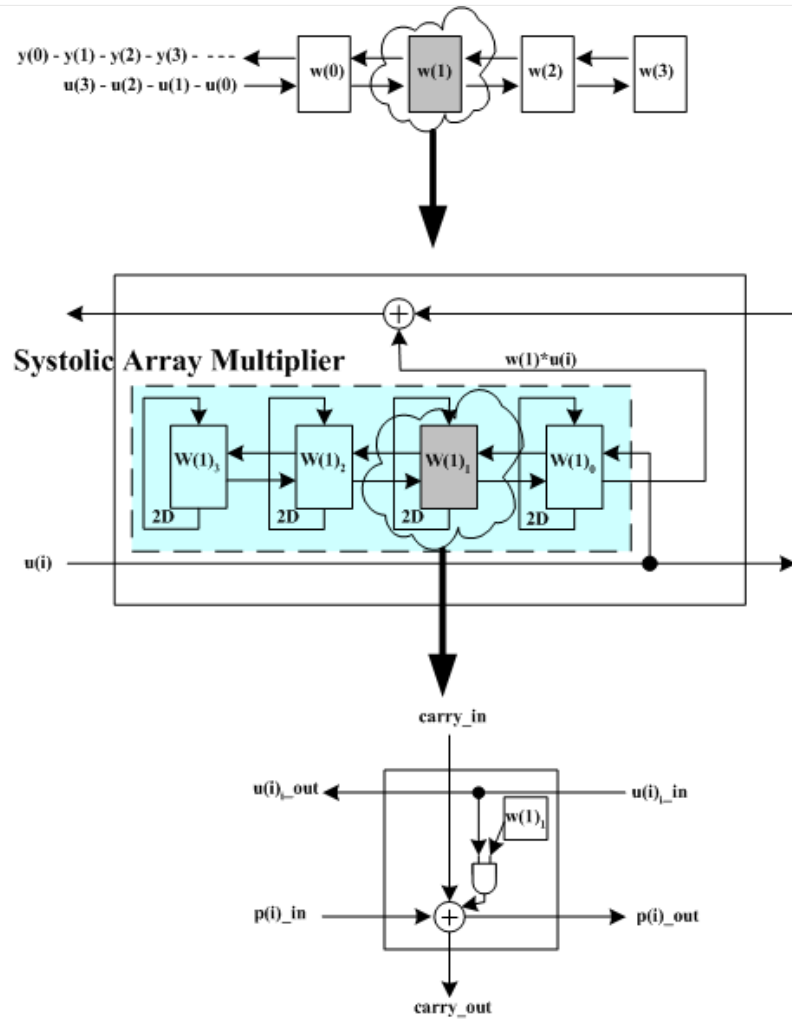 y(0) - y(1) - y(2) - y(3) - ----
u(3) - u(2) - u(1) - u(0)
w(0)
w(1)
w(2)
w(3)
Systolic Array Multiplier
w(1)*u(i)
W(1)₃
W(1)₂
W(1)₁
W(1)₀
2D
2D
2D
2D
u(i)
carry_in
u(i)ᵢ_out
u(i)ᵢ_in
w(1)₁
p(i)_in
p(i)_out
carry_out